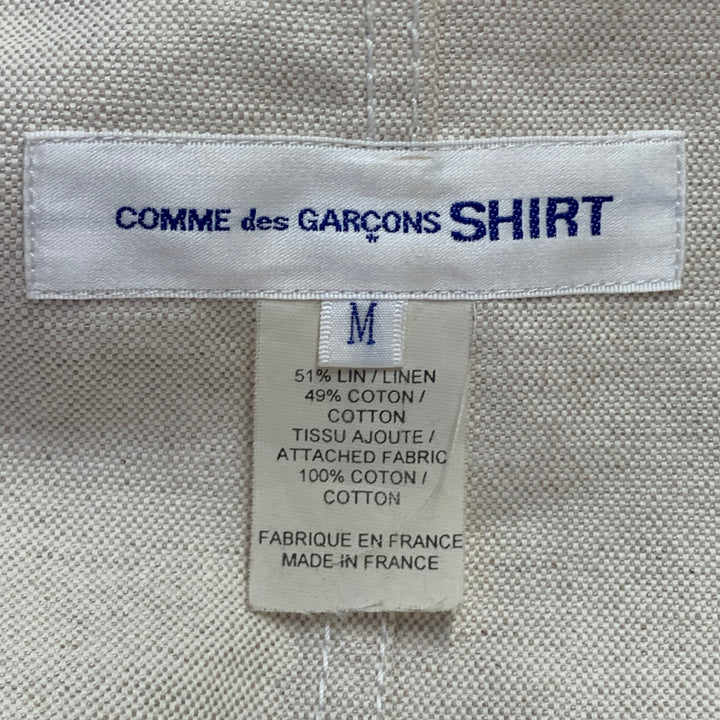 COMME des GARÇONS SHIRT
M
51% LIN / LINEN
49% COTON /
COTTON
TISSU AJOUTE /
ATTACHED FABRIC
100% COTON /
COTTON
FABRIQUE EN FRANCE
MADE IN FRANCE